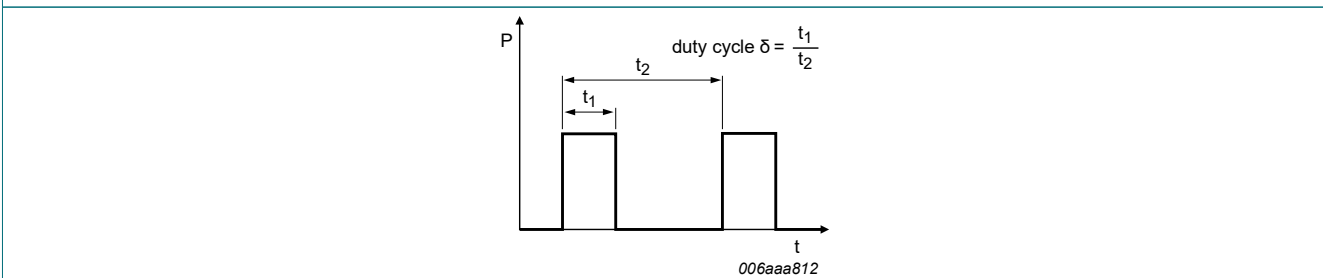 P
duty cycle δ = t₁
t₂
t₂
t₁
t
006aaa812